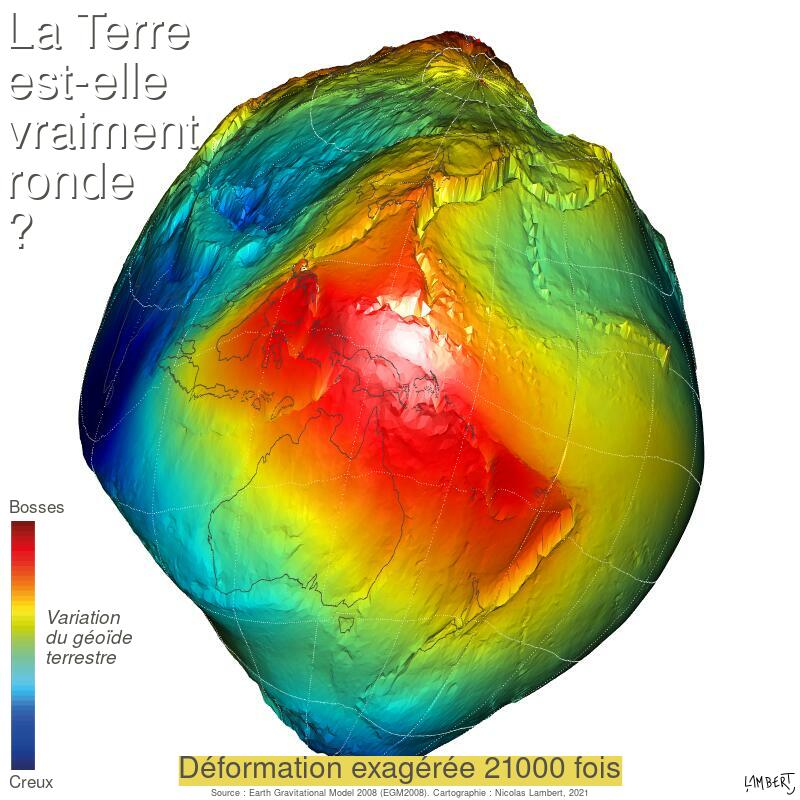 La Terre
est-elle
vraiment
ronde
?
Bosses
Variation
du géoïde
terrestre
Creux
Déformation exagérée 21000 fois
Source : Earth Gravitational Model 2008 (EGM2008). Cartographie : Nicolas Lambert, 2021
LAMBERT